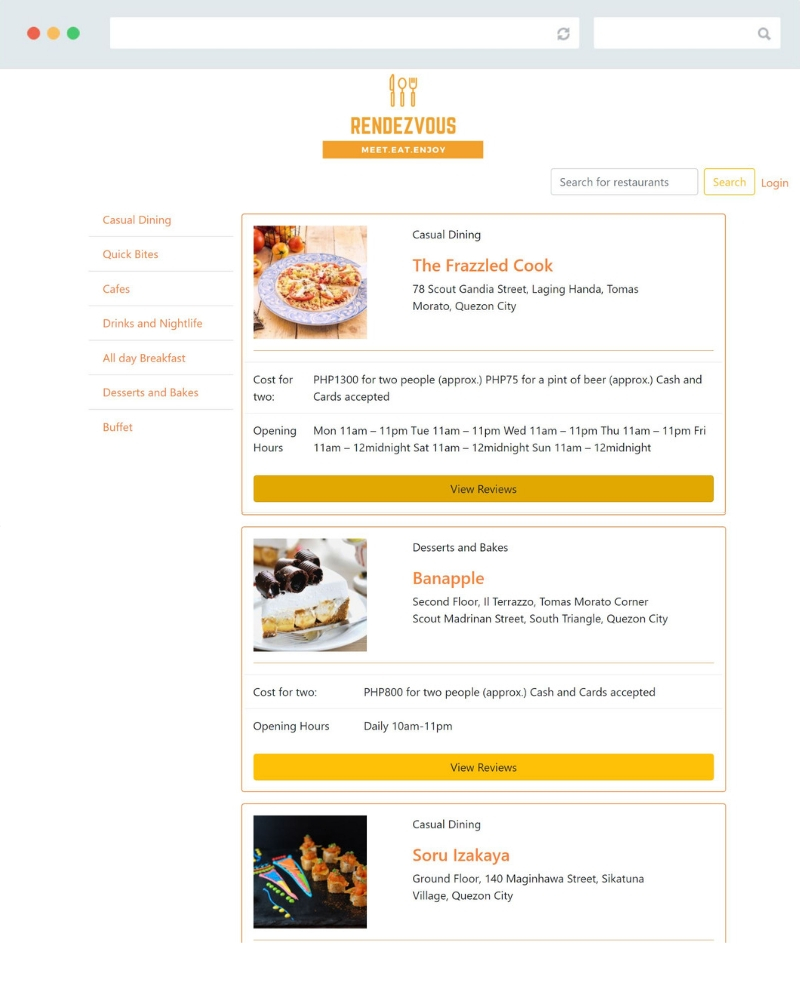 RENDEZVOUS
MEET.EAT.ENJOY
Search for restaurants
Search
Login
Casual Dining
Quick Bites
Cafes
Drinks and Nightlife
All day Breakfast
Desserts and Bakes
Buffet
Casual Dining
The Frazzled Cook
78 Scout Gandia Street, Laging Handa, Tomas
Morato, Quezon City
Cost for
two:
PHP1300 for two people (approx.) PHP75 for a pint of beer (approx.) Cash and
Cards accepted
Opening
Hours
Mon 11am – 11pm Tue 11am – 11pm Wed 11am – 11pm Thu 11am – 11pm Fri
11am – 12midnight Sat 11am – 12midnight Sun 11am – 12midnight
View Reviews
Desserts and Bakes
Banapple
Second Floor, Il Terrazzo, Tomas Morato Corner
Scout Madrinan Street, South Triangle, Quezon City
Cost for two:
PHP800 for two people (approx.) Cash and Cards accepted
Opening Hours
Daily 10am-11pm
View Reviews
Casual Dining
Soru Izakaya
Ground Floor, 140 Maginhawa Street, Sikatuna
Village, Quezon City